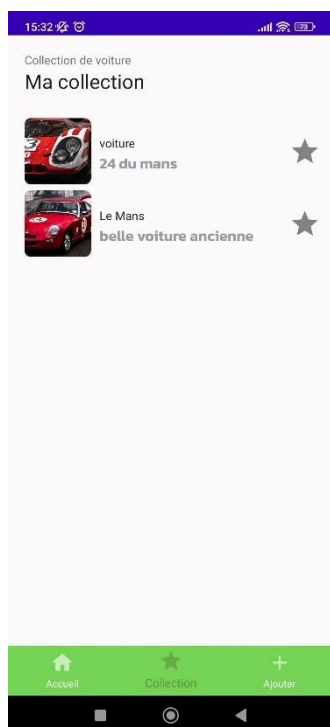 15:32
73
Collection de voiture
Ma collection
voiture
24 du mans
Le Mans
belle voiture ancienne
Accueil
Collection
Ajouter